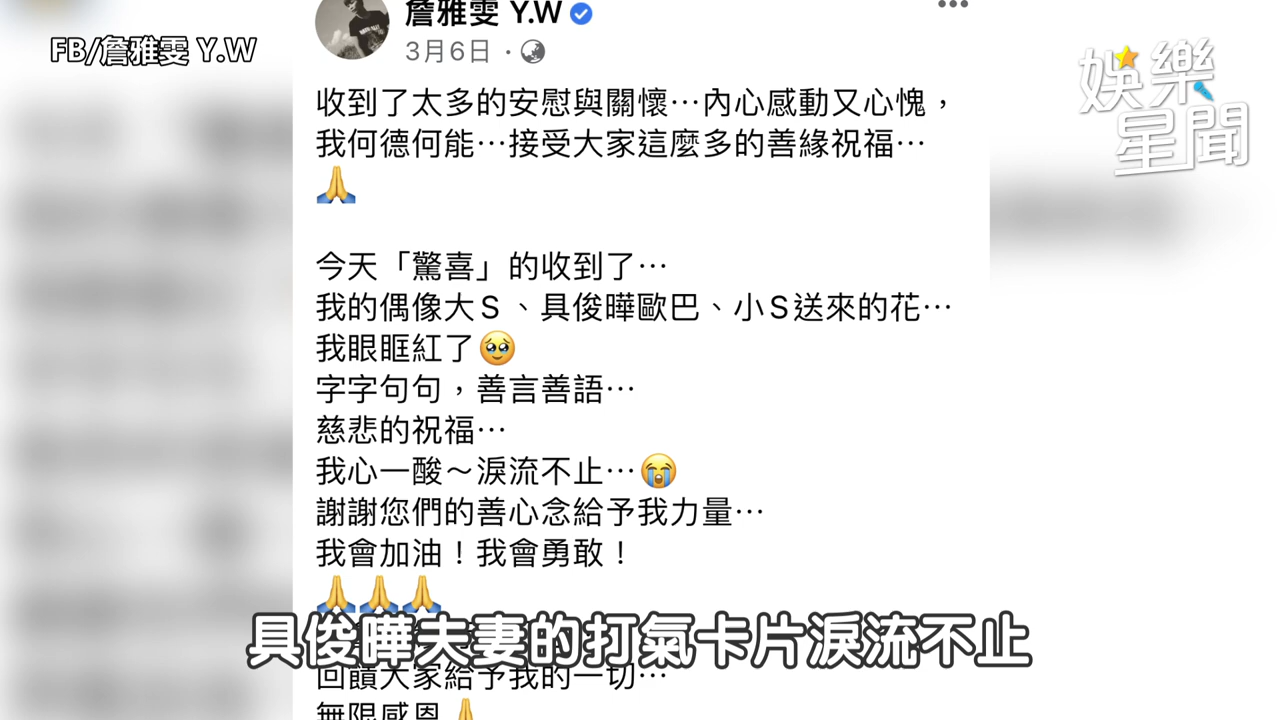 FB/詹雅雯 Y.W
詹雅雯 Y.W
3月6日
娛樂星聞
收到了太多的安慰與關懷…內心感動又心愧，
我何德何能…接受大家這麼多的善緣祝福…
🙏
今天「驚喜」的收到了…
我的偶像大S、具俊曄歐巴、小S送來的花…
我眼眶紅了🥹
字字句句，善言善語…
慈悲的祝福…
我心一酸～淚流不止…😭
謝謝您們的善心念給予我力量…
我會加油！我會勇敢！
🙏🙏🙏
具俊曄夫妻的打氣卡片淚流不止
回饋大家給予我的一切…
無限感恩🙏